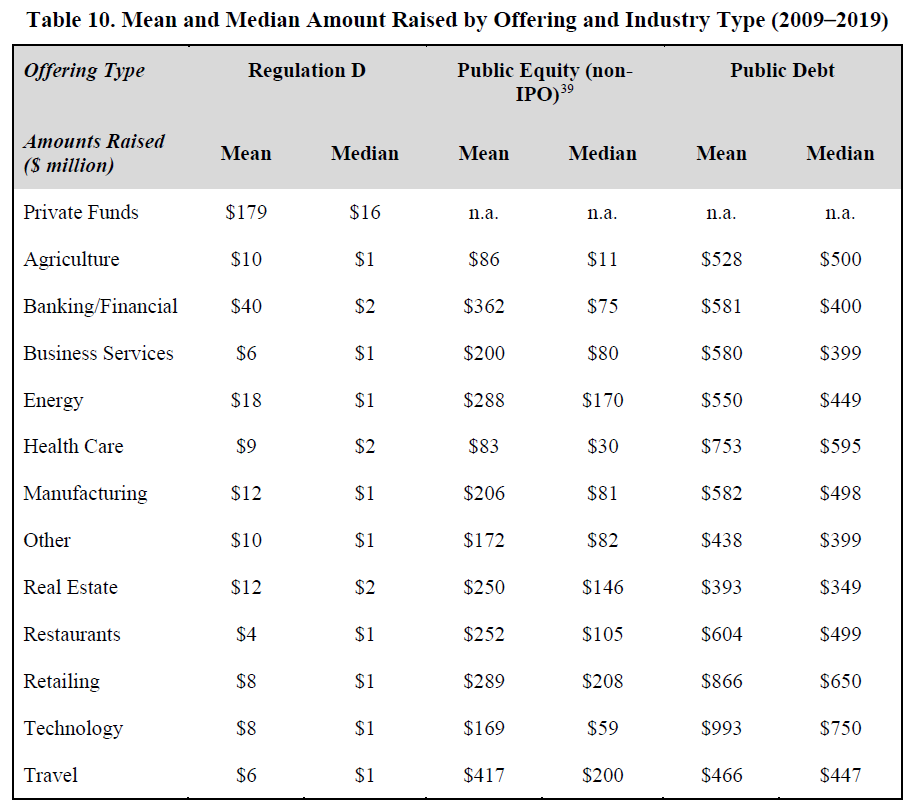 Table 10. Mean and Median Amount Raised by Offering and Industry Type (2009–2019)
Offering Type Regulation D Public Equity (non- Public Debt
IPO)39
Amounts Raised
($ million) Mean Median Mean Median Mean Median
Private Funds $179 $16 n.a. n.a. n.a. n.a.
Agriculture $10 $1 $86 $11 $528 $500
Banking/Financial $40 $2 $362 $75 $581 $400
Business Services $6 $1 $200 $80 $580 $399
Energy $18 $1 $288 $170 $550 $449
Health Care $9 $2 $83 $30 $753 $595
Manufacturing $12 $1 $206 $81 $582 $498
Other $10 $1 $172 $82 $438 $399
Real Estate $12 $2 $250 $146 $393 $349
Restaurants $4 $1 $252 $105 $604 $499
Retailing $8 $1 $289 $208 $866 $650
Technology $8 $1 $169 $59 $993 $750
Travel $6 $1 $417 $200 $466 $447